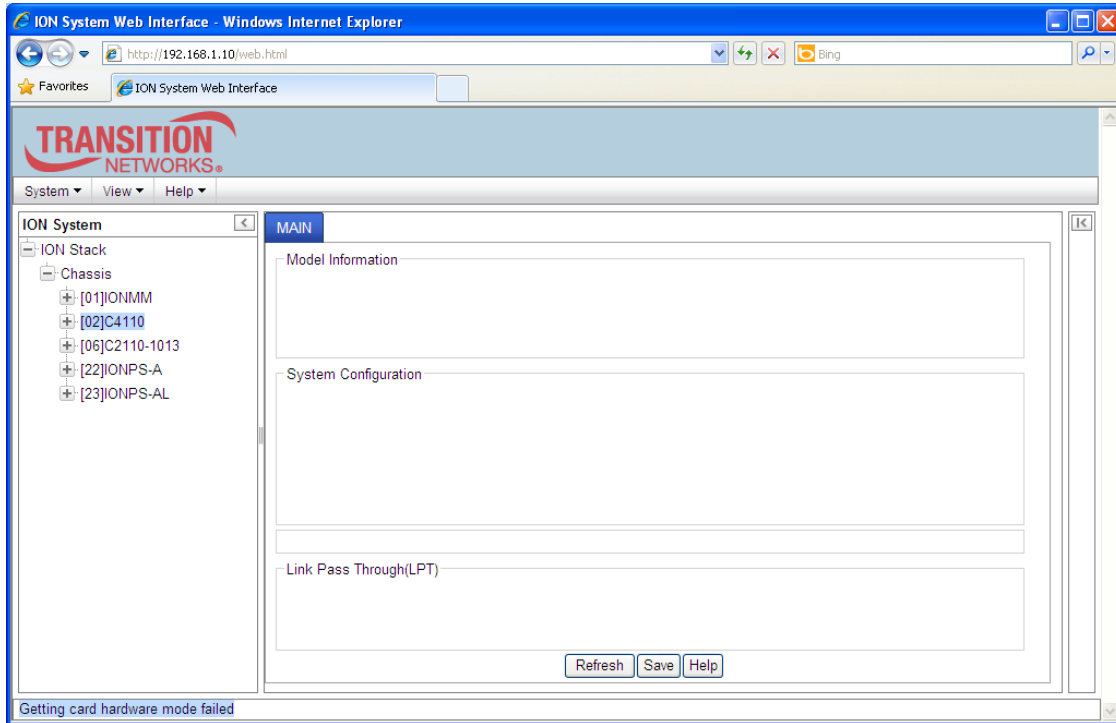 ION System Web Interface - Windows Internet Explorer
http://192.168.1.10/web.html
Bing
Favorites
ION System Web Interface
TRANSITION
NETWORKS®
System
View
Help
ION System
ION Stack
Chassis
[01]IONMM
[02]C4110
[06]C2110-1013
[22]IONPS-A
[23]IONPS-AL
MAIN
Model Information
System Configuration
Link Pass Through(LPT)
Refresh
Save
Help
Getting card hardware mode failed